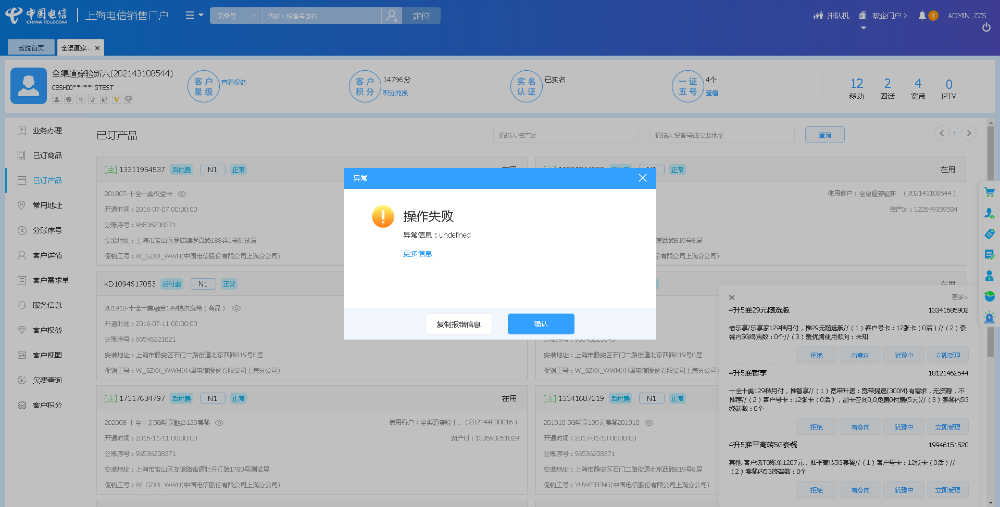 中国电信
CHINA TELECOM
上海电信销售门户
设备号
请输入设备号定位
定位
排队机
政企门户
1
ADMIN_ZZS
系统首页
全渠道穿...
全渠道穿验新六(202143108544)
CESHI0******5TEST
客户星级
查看权益
客户积分
14796分
积分兑换
实名认证
已实名
一证五号
4个
查看
12
移动
2
固话
4
宽带
0
IPTV
业务办理
已订商品
已订产品
常用地址
分账序号
客户详情
客户需求单
服务信息
客户权益
客户视图
欠费查询
客户积分
已订产品
请输入资产Id
请输入设备号或安装地址
查询
1
[主] 13311954537 后付费 N1 正常
正常 在用
201807-十全十美权益卡
开通时间：2016-07-07 00:00:00
分账序号：96536208371
安装地址：上海市宝山区罗店镇罗真路188弄1号测试层
促销工号：W_GZXX_WWH(中国电信股份有限公司上海分公司)
使用客户：全渠道穿验新.. （202143108544）
资产Id：122649359584
京西路819号8层
份有限公司上海分公司)
异常
操作失败
异常信息：undefined
更多信息
复制报错信息
确认
KD1094617053 后付费 N1 正常
201910-十全十美融合199档次宽带（商品）
开通时间：2016-07-11 00:00:00
分账序号：96546221621
安装地址：上海市静安区石门二路街道北京西路819号8层
促销工号：W_GZXX_WWH(中国电信股份有限公司上海分公司)
安装地址：上海市静安区石门二路街道北京西路819号8层
促销工号：W_GZXX_WWH(中国电信股份有限公司上海分公司)
[主] 17317634797 后付费 N1 正常 在用
202008-十全十美5G畅享融合129套餐
使用客户：全渠道穿验十.. （202144808816）
开通时间：2016-11-11 00:00:00
资产Id：133590251829
分账序号：96536208371
安装地址：上海市宝山区友谊路街道牡丹江路1780号测试层
促销工号：W_GZXX_WWH(中国电信股份有限公司上海分公司)
[主] 13341687219 后付费 N1 正常
201910-5G畅享199元套餐201910
开通时间：2017-01-10 00:00:00
分账序号：96536208371
安装地址：上海市静安区石门二路街道北京西路819号8层
促销工号：YUWEIFENG(中国电信股份有限公司上海分公司)
更多>
4升5推29元随选版 13341685902
老乐享/乐享家129档月付，推29元随选版//（1）客户号卡：12张卡（0活）//（2）套
餐内5G终端数：0个//（3）爱优腾使用倾向：未知
拒绝 有意向 犹豫中 立即受理
4升5推智享 18121462544
十全十美129档月付，推智享//（1）宽带升速：宽带提速{300M}有需求，无资源，不
推荐//（2）客户号卡：12张卡（0活），副卡空间0,0免费0付费(5元)//（3）套餐内5G
终端数：0个
拒绝 有意向 犹豫中 立即受理
4升5推平高转5G套餐 19946151520
其他-客户级T0账单1207元，推平高转5G套餐//（1）客户号卡：12张卡（0活）//
（2）套餐内5G终端数：0个
拒绝 有意向 犹豫中 立即受理